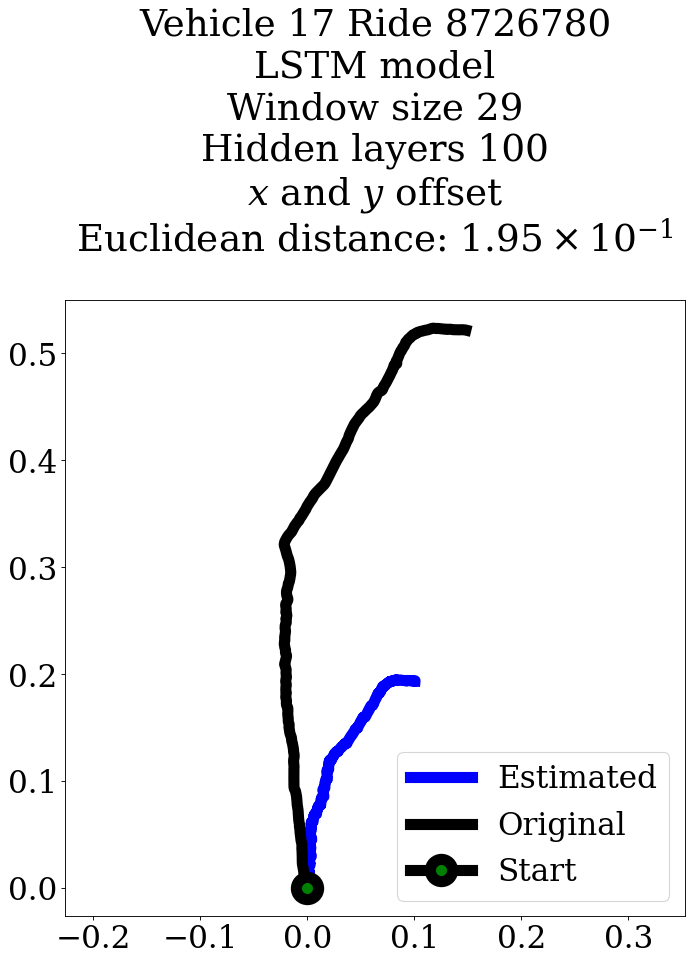 Vehicle 17 Ride 8726780
LSTM model
Window size 29
Hidden layers 100
x and y offset
Euclidean distance: 1.95 × 10⁻¹
0.5
0.4
0.3
0.2
0.1
0.0
Estimated
Original
Start
−0.2 −0.1 0.0 0.1 0.2 0.3